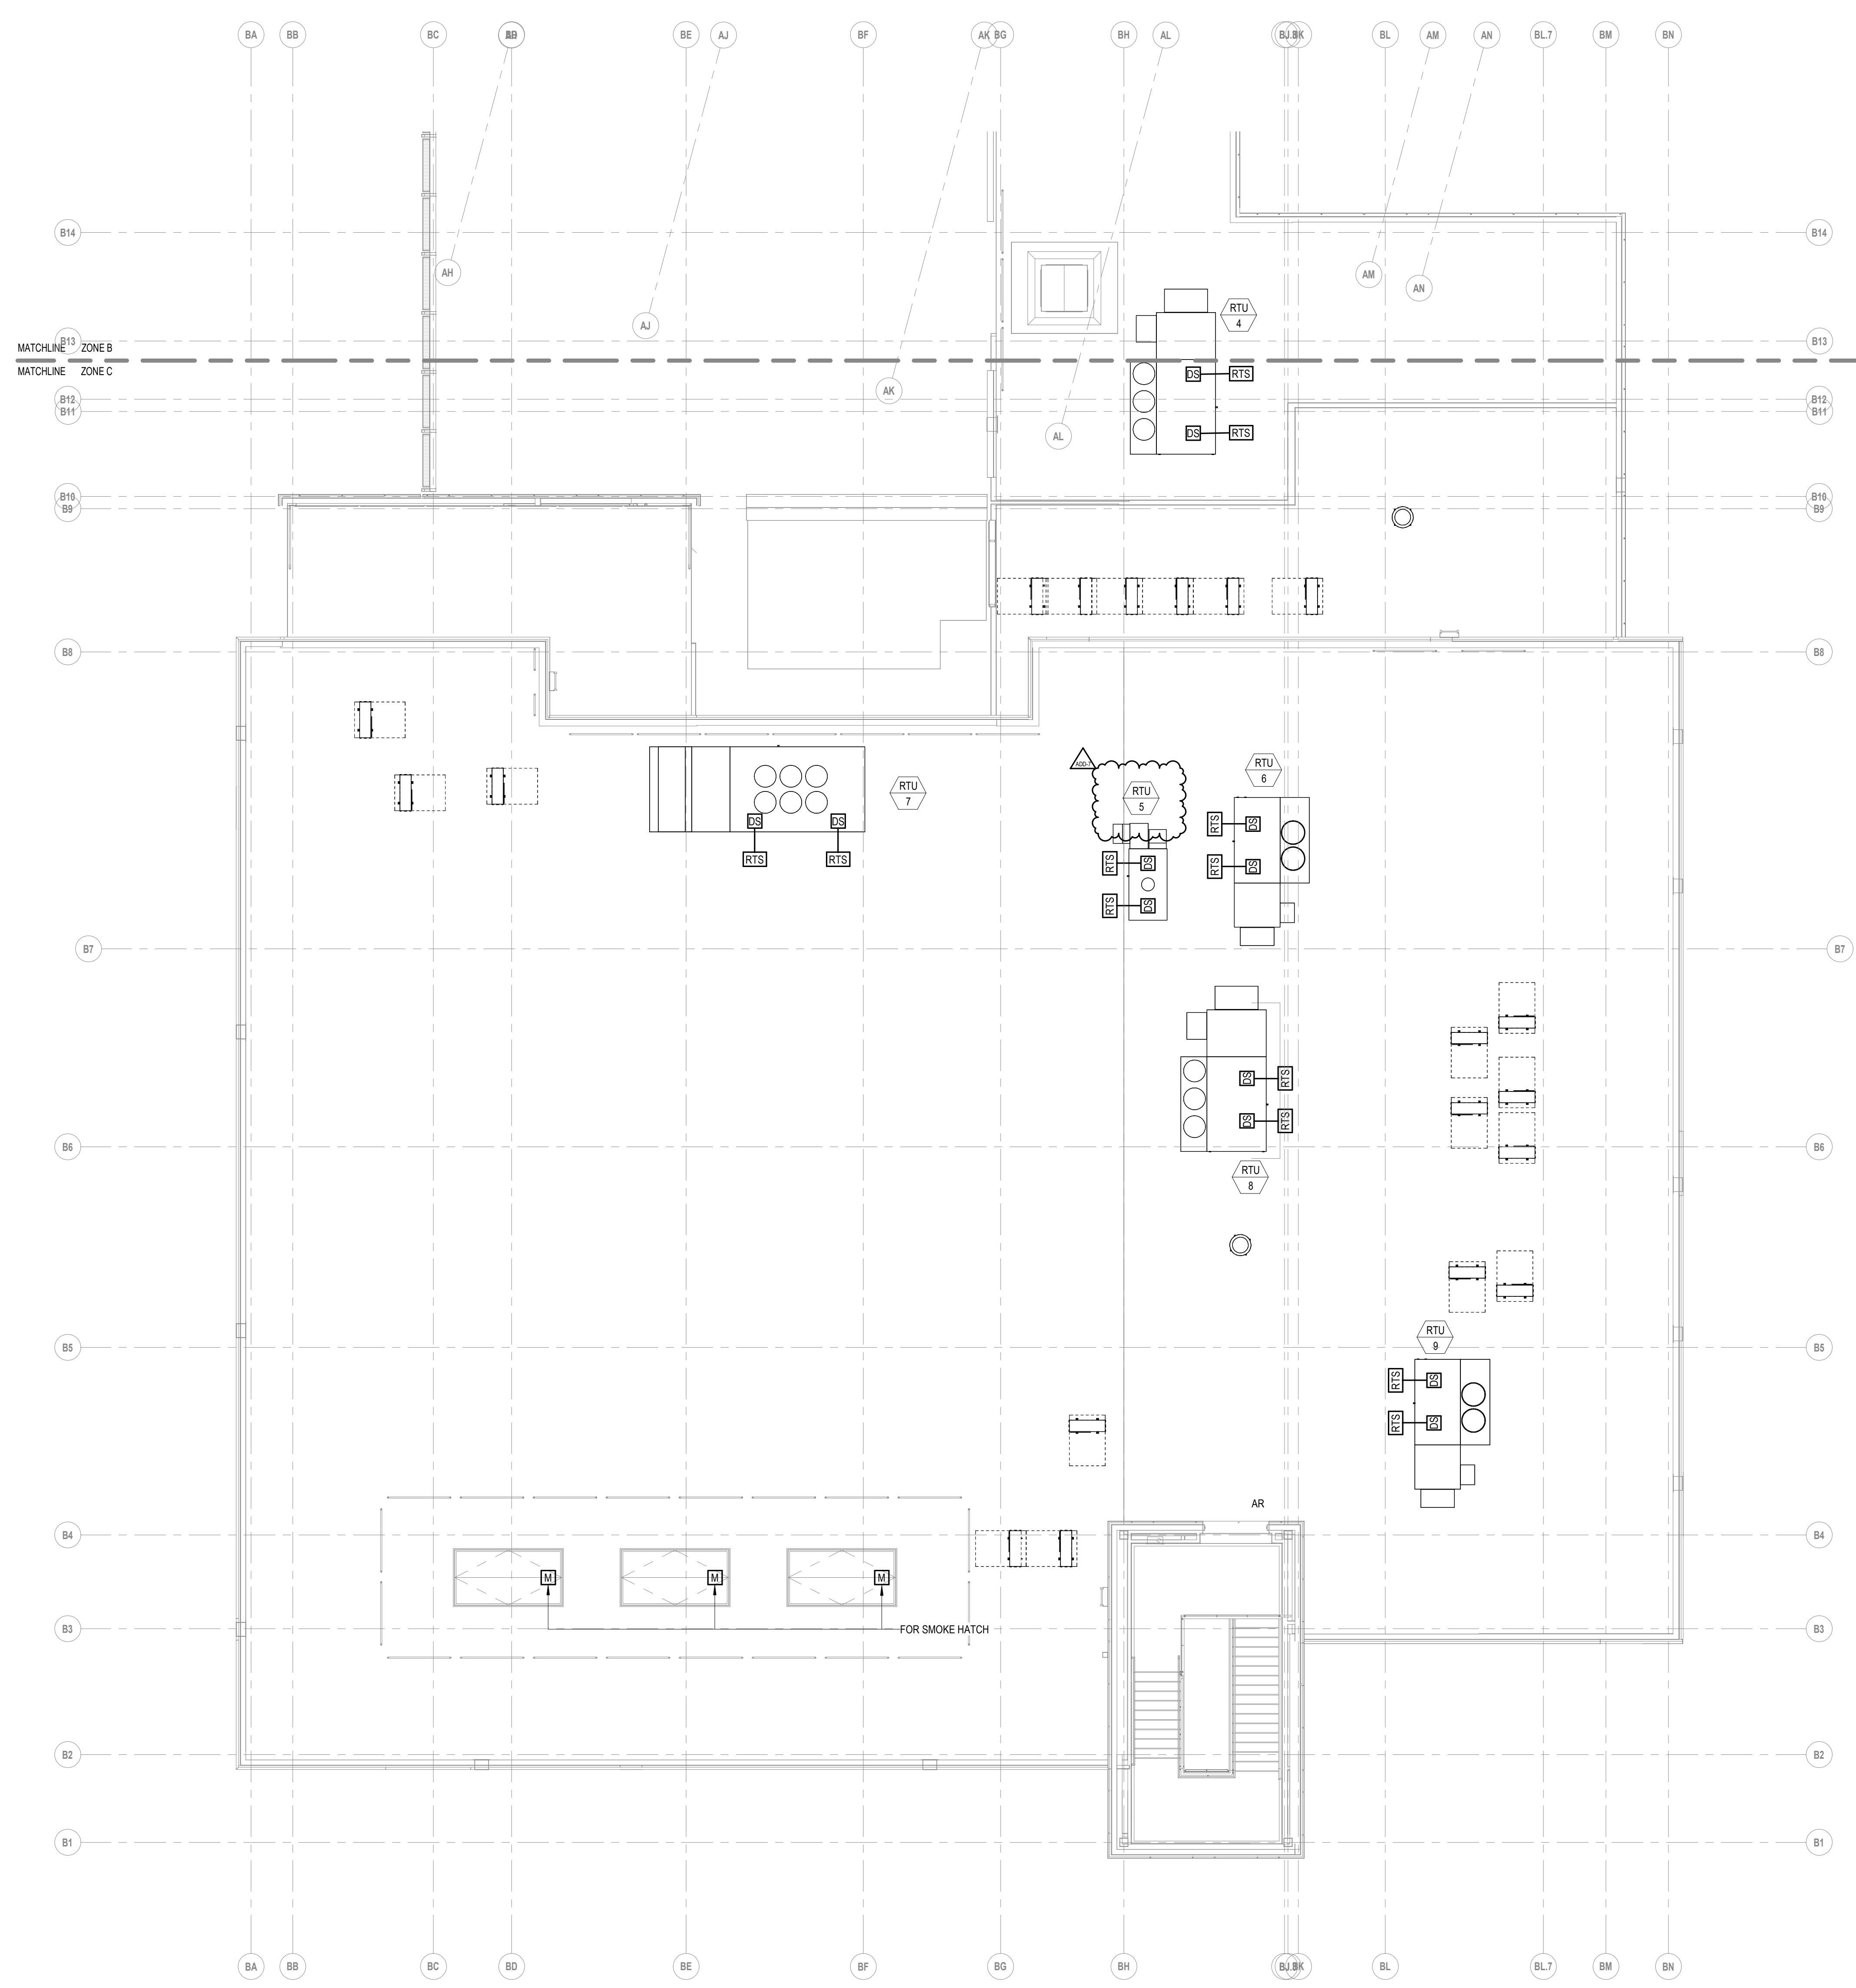 BA
BB
BC
BD
BE
AJ
BF
AK
BG
BH
AL
BK
BL
AM
AN
BL.7
BM
BN
B14
B14
AH
AM
AN
RTU
4
AJ
B13
B13
MATCHLINE ZONE B
MATCHLINE ZONE C
DS
RTS
AK
B12
B12
B11
B11
AL
DS
RTS
B10
B10
B9
B9
B8
B8
ADD-7
RTU
6
RTU
7
RTU
5
DS
DS
RTS
DS
RTS
DS
RTS
RTS
RTS
DS
RTS
DS
RTS
DS
B7
B7
DS
RTS
DS
RTS
B6
B6
RTU
8
RTU
9
B5
B5
RTS
DS
RTS
DS
AR
B4
B4
M
M
M
B3
FOR SMOKE HATCH
B3
B2
B2
B1
B1
BA
BB
BC
BD
BE
BF
BG
BH
BK
BL
BL.7
BM
BN